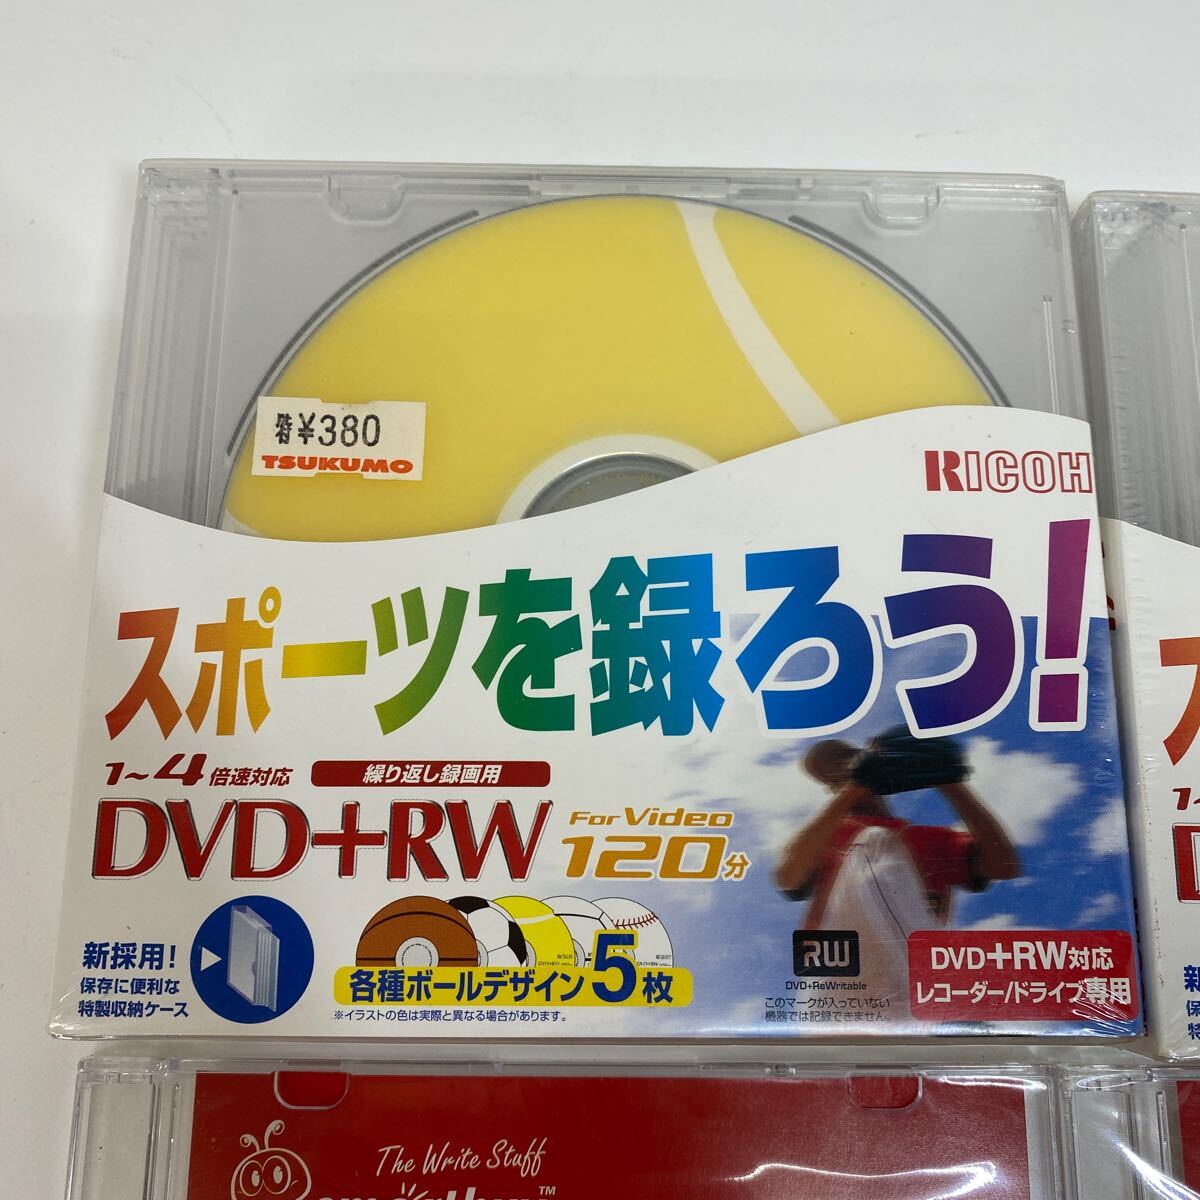 特¥380
TSUKUMO
RICOH
スポーツを録ろう!
1~4倍速対応
繰り返し録画用
DVD+RW
For Video
120分
新採用!
保存に便利な
特製収納ケース
各種ボールデザイン5枚
※イラストの色は実際と異なる場合があります。
RW
DVD+ReWritable
このマークが入っていない
機器では記録できません。
DVD+RW対応
レコーダー/ドライブ専用
The Write Stuff